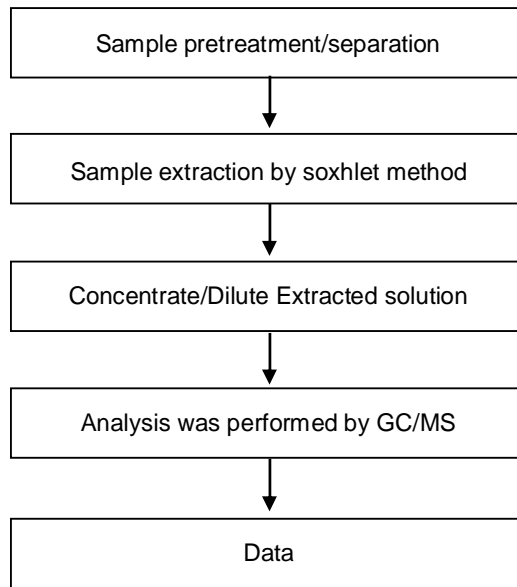 Sample pretreatment/separation
Sample extraction by soxhlet method
Concentrate/Dilute Extracted solution
Analysis was performed by GC/MS
Data